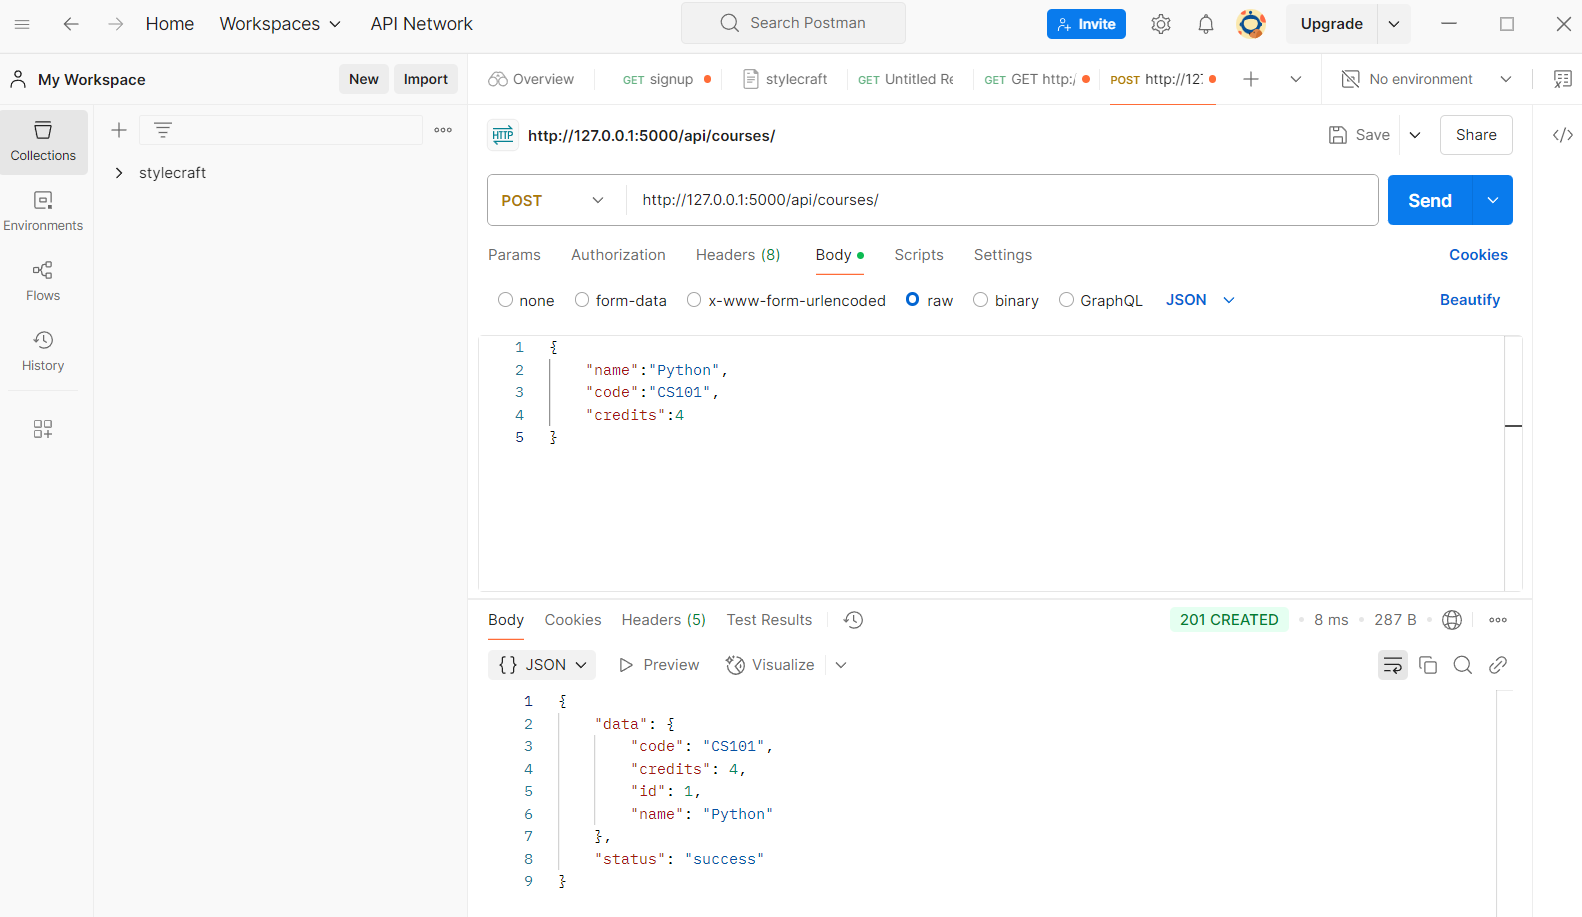 Home Workspaces API Network Search Postman Invite Upgrade
My Workspace New Import Overview GET signup stylecraft GET Untitled Re GET GET http:/ POST http://127. No environment
Collections
Environments
Flows
History
stylecraft
HTTP http://127.0.0.1:5000/api/courses/ Save Share
POST http://127.0.0.1:5000/api/courses/ Send
Params Authorization Headers (8) Body Scripts Settings Cookies
none form-data x-www-form-urlencoded raw binary GraphQL JSON Beautify
1 {
2 "name":"Python",
3 "code":"CS101",
4 "credits":4
5 }
Body Cookies Headers (5) Test Results 201 CREATED 8 ms 287 B
{} JSON Preview Visualize
1 {
2 "data": {
3 "code": "CS101",
4 "credits": 4,
5 "id": 1,
6 "name": "Python"
7 },
8 "status": "success"
9 }